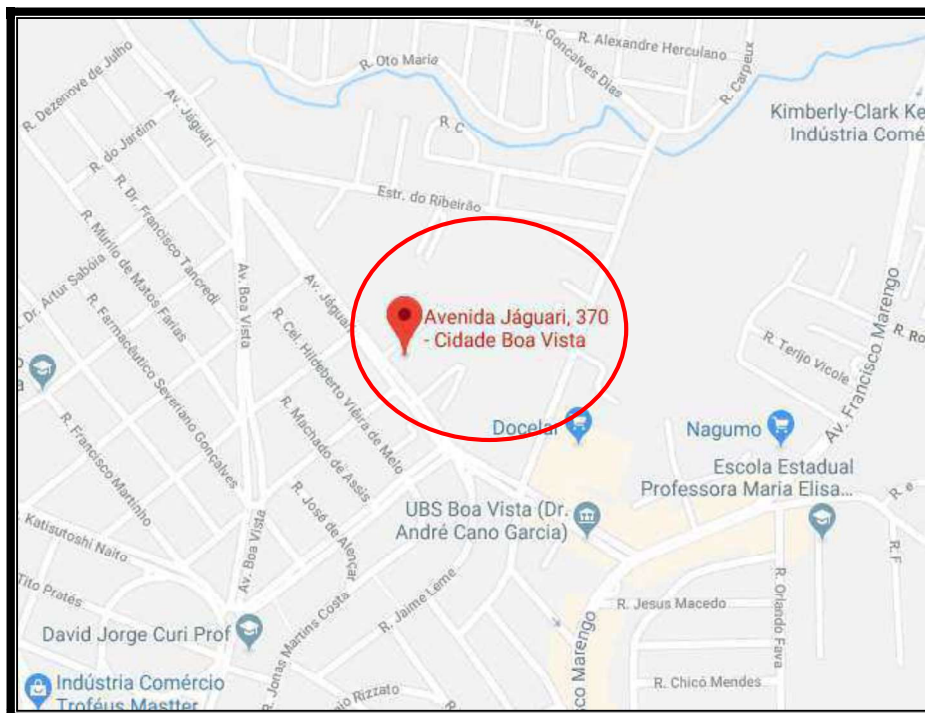 R. Alexandre Herculano
Av. Gonçalves Dias
R. Oto Maria
R. Carpeux
R. Dezenove de Julho
Av. Jáguari
Kimberly-Clark Ke
Indústria Comé
R. C
R. do Jardim
R. Dr. Francisco Tancredi
Estr. do Ribeirão
R. Murilo de Matos Farias
R. Dr. Artur Sabóia
Av. Boa Vista
Av. Jáguari
Avenida Jáguari, 370
- Cidade Boa Vista
Av. Francisco Marengo
R. Ro
R. Terijo Vicole
R. Farmacêutico Severiano Gonçalves
R. Cel. Hildeberto Viêira de Melo
a
R. Francisco Martinho
R. Machado de Assis
Docelar
Nagumo
Escola Estadual
Professora Maria Elisa...
R. José de Alençar
UBS Boa Vista (Dr.
André Cano Garcia)
R. e
R. F
Katisutoshi Naito
Av. Boa Vista
Tito Pratés
R. Jaime Leme
R. Jonas Martins Costa
R. Jesus Macedo
R. Orlando Fava
David Jorge Curi Prof
sco Marengo
R. Chicó Mendes
Indústria Comércio
Troféus Mastter
io Rizzato